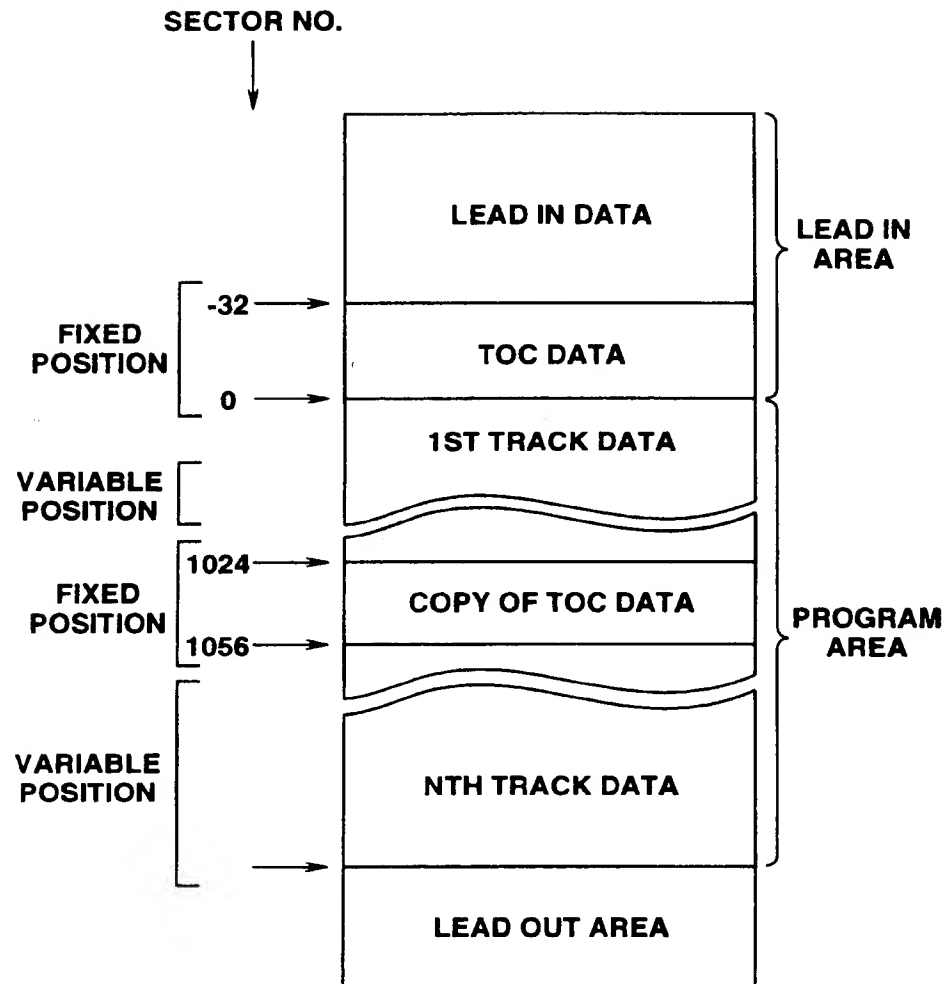 SECTOR NO.
LEAD IN DATA
LEAD IN
AREA
-32
FIXED
POSITION
TOC DATA
0
1ST TRACK DATA
VARIABLE
POSITION
1024
FIXED
POSITION
COPY OF TOC DATA
1056
PROGRAM
AREA
VARIABLE
POSITION
NTH TRACK DATA
LEAD OUT AREA